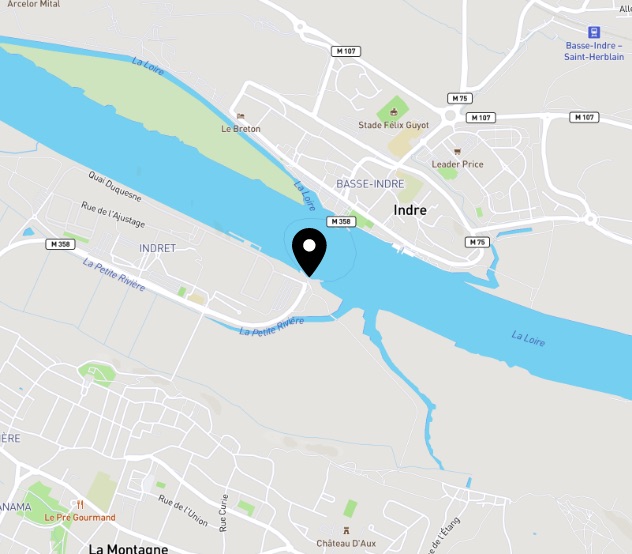 Arcelor Mital
Alle
M 107
Basse-Indre –
Saint-Herblain
La Loire
M 75
M 107
M 107
Le Breton
Stade Félix Guyot
Leader Price
Quai Duquesne
La Loire
BASSE-INDRE
Rue de l'Ajustage
Indre
M 358
M 358
INDRET
M 75
La Petite Rivière
La Petite Rivière
La Loire
ÈRE
ANAMA
Le Pré Gourmand
Rue de l'Union
Rue Curie
Château D'Aux
de l'Étang
La Montagne